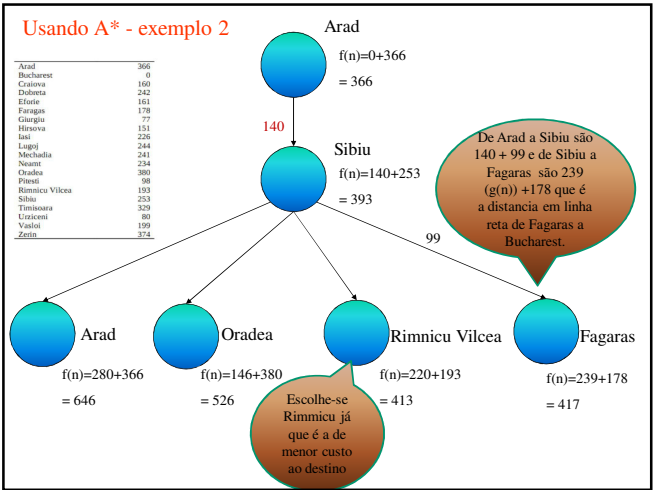 Usando A* - exemplo 2
Arad 366
Bucharest 0
Craiova 160
Dobreta 242
Eforie 161
Faragas 178
Giurgiu 77
Hirsova 151
Iasi 226
Lugoj 244
Mechadia 241
Neamt 234
Oradea 380
Pitesti 98
Rimnicu Vilcea 193
Sibiu 253
Timisoara 329
Urziceni 80
Vasloi 199
Zerin 374
Arad
f(n)=0+366
= 366
140
Sibiu
f(n)=140+253
= 393
De Arad a Sibiu são
140 + 99 e de Sibiu a
Fagaras são 239
(g(n)) +178 que é
a distancia em linha
reta de Fagaras a
Bucharest.
99
Arad
f(n)=280+366
= 646
Oradea
f(n)=146+380
= 526
Rimnicu Vilcea
f(n)=220+193
= 413
Fagaras
f(n)=239+178
= 417
Escolhe-se
Rimmicu já
que é a de
menor custo
ao destino